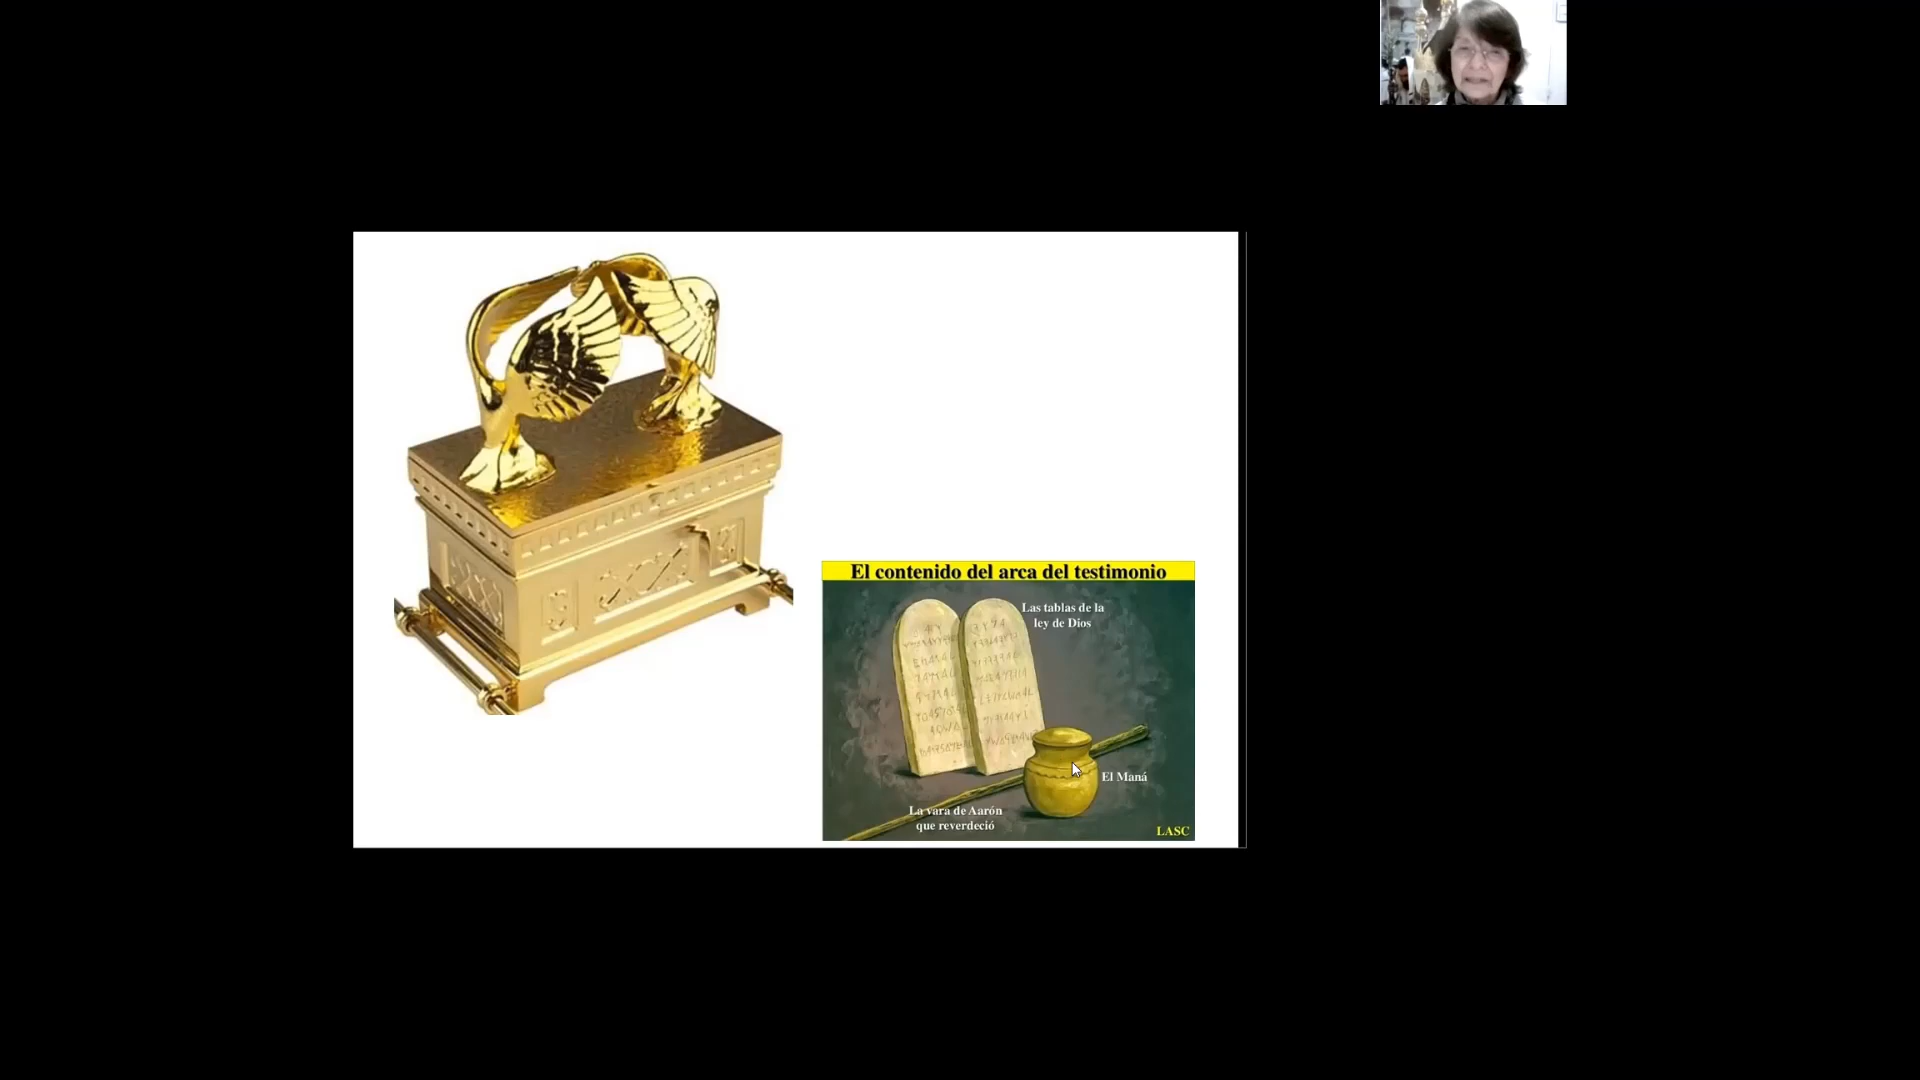 El contenido del arca del testimonio
Las tablas de la
ley de Dios
El Maná
La vara de Aarón
que reverdeció
LASC